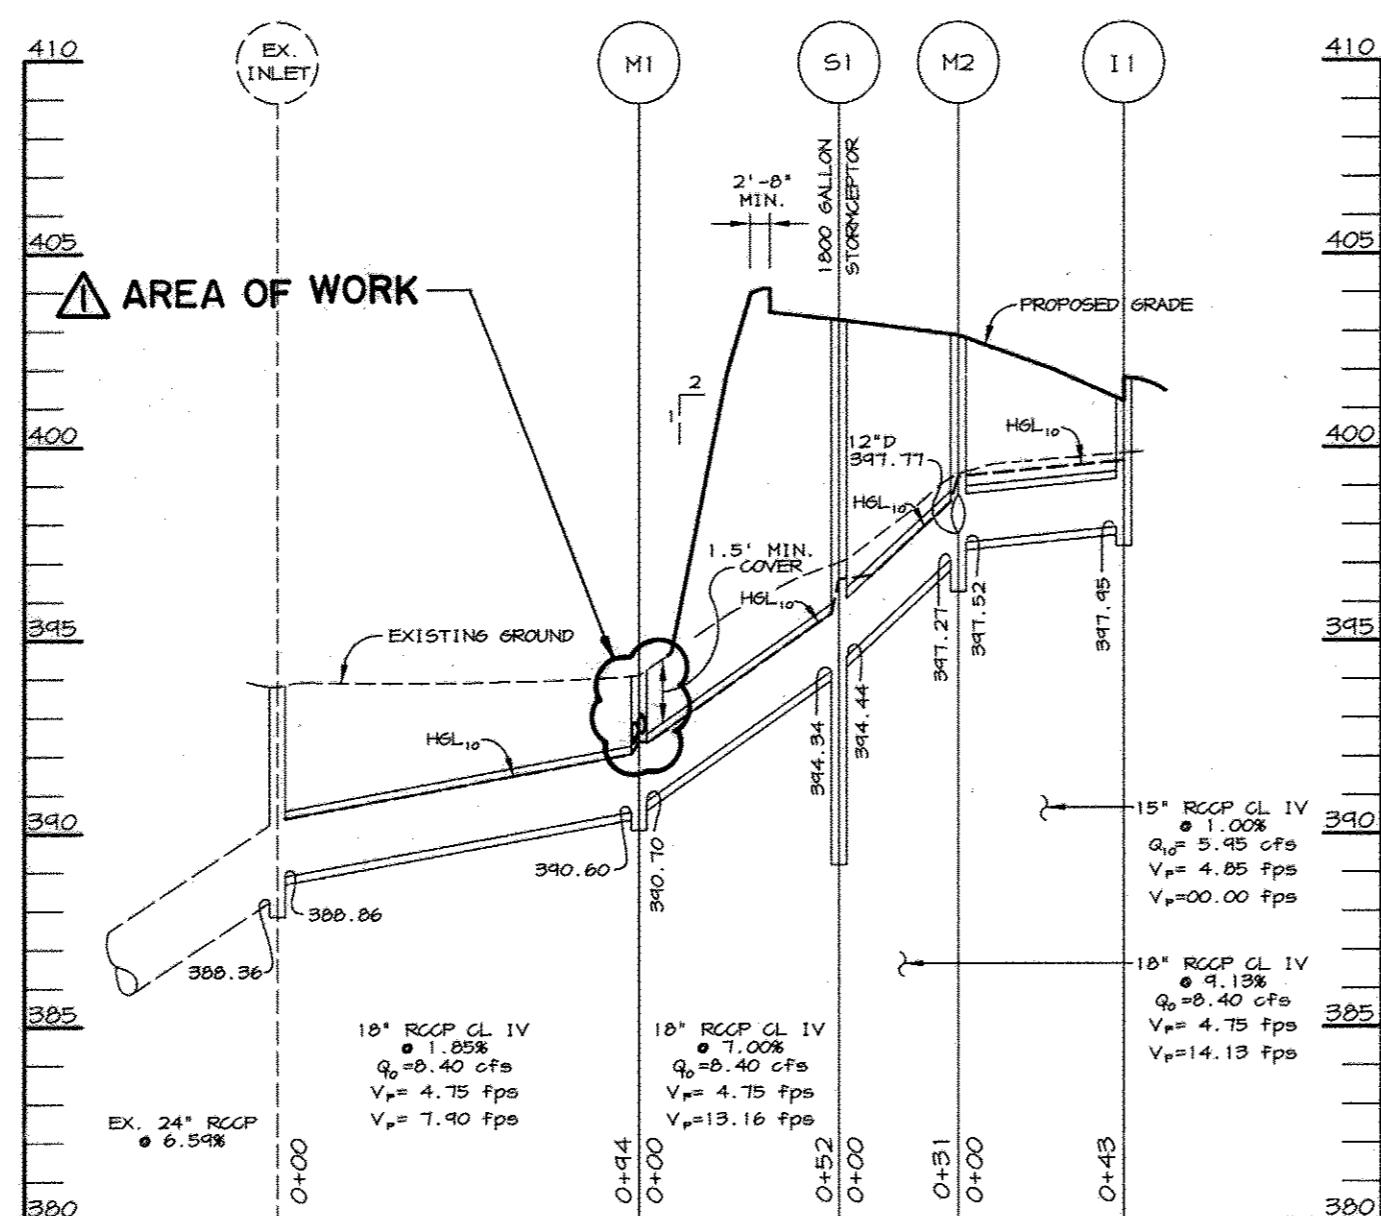 EX.
INLET
M1
S1
M2
I1
410
410
405
405
400
400
395
395
390
390
385
385
380
380
1 AREA OF WORK
2'-8"
MIN.
1800 GALLON
STORMCEPTOR
PROPOSED GRADE
2
1
12"D
397.77
HGL10
HGL10
1.5' MIN.
COVER
HGL10
EXISTING GROUND
HGL10
388.36
388.86
390.60
390.70
394.34
394.44
397.27
397.52
397.95
15" RCCP CL IV
@ 1.00%
Q10= 5.95 cfs
VF= 4.85 fps
VP=00.00 fps
18" RCCP CL IV
@ 9.13%
Q10=8.40 cfs
VF= 4.75 fps
VP=14.13 fps
18" RCCP CL IV
@ 1.85%
Q10=8.40 cfs
VF= 4.75 fps
VP= 7.90 fps
18" RCCP CL IV
@ 7.00%
Q10=8.40 cfs
VF= 4.75 fps
VP=13.16 fps
EX. 24" RCCP
@ 6.59%
0+00
0+94
0+00
0+52
0+00
0+31
0+00
0+43